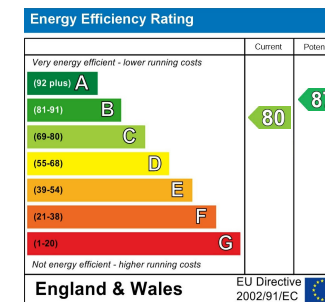 Energy Efficiency Rating
Current
Very energy efficient - lower running costs
(92 plus) A
(81-91) B
(69-80) C
(55-68) D
(39-54) E
(21-38) F
(1-20) G
80
Not energy efficient - higher running costs
England & Wales
EU Directive
2002/91/EC